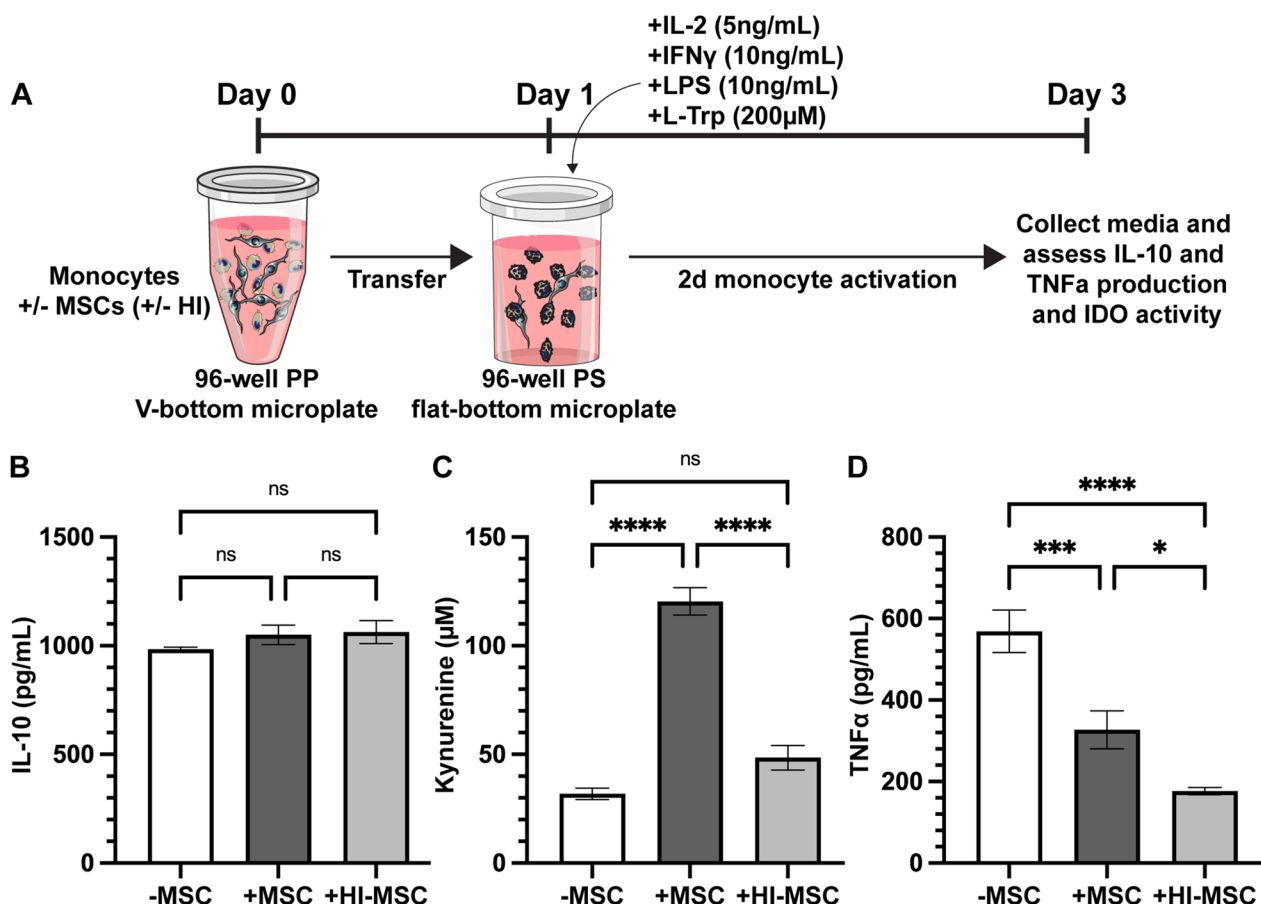 A
Day 0
Day 1
+IL-2 (5ng/mL)
+IFNγ (10ng/mL)
+LPS (10ng/mL)
+L-Trp (200µM)
Day 3
Monocytes
+/- MSCs (+/- HI)
Transfer
2d monocyte activation
Collect media and
assess IL-10 and
TNFa production
and IDO activity
96-well PP
V-bottom microplate
96-well PS
flat-bottom microplate
B
ns
ns
ns
IL-10 (pg/mL)
1500
1000
500
0
-MSC
+MSC
+HI-MSC
C
ns
****
****
Kynurenine (µM)
150
100
50
0
-MSC
+MSC
+HI-MSC
D
****
***
*
TNFα (pg/mL)
800
600
400
200
0
-MSC
+MSC
+HI-MSC